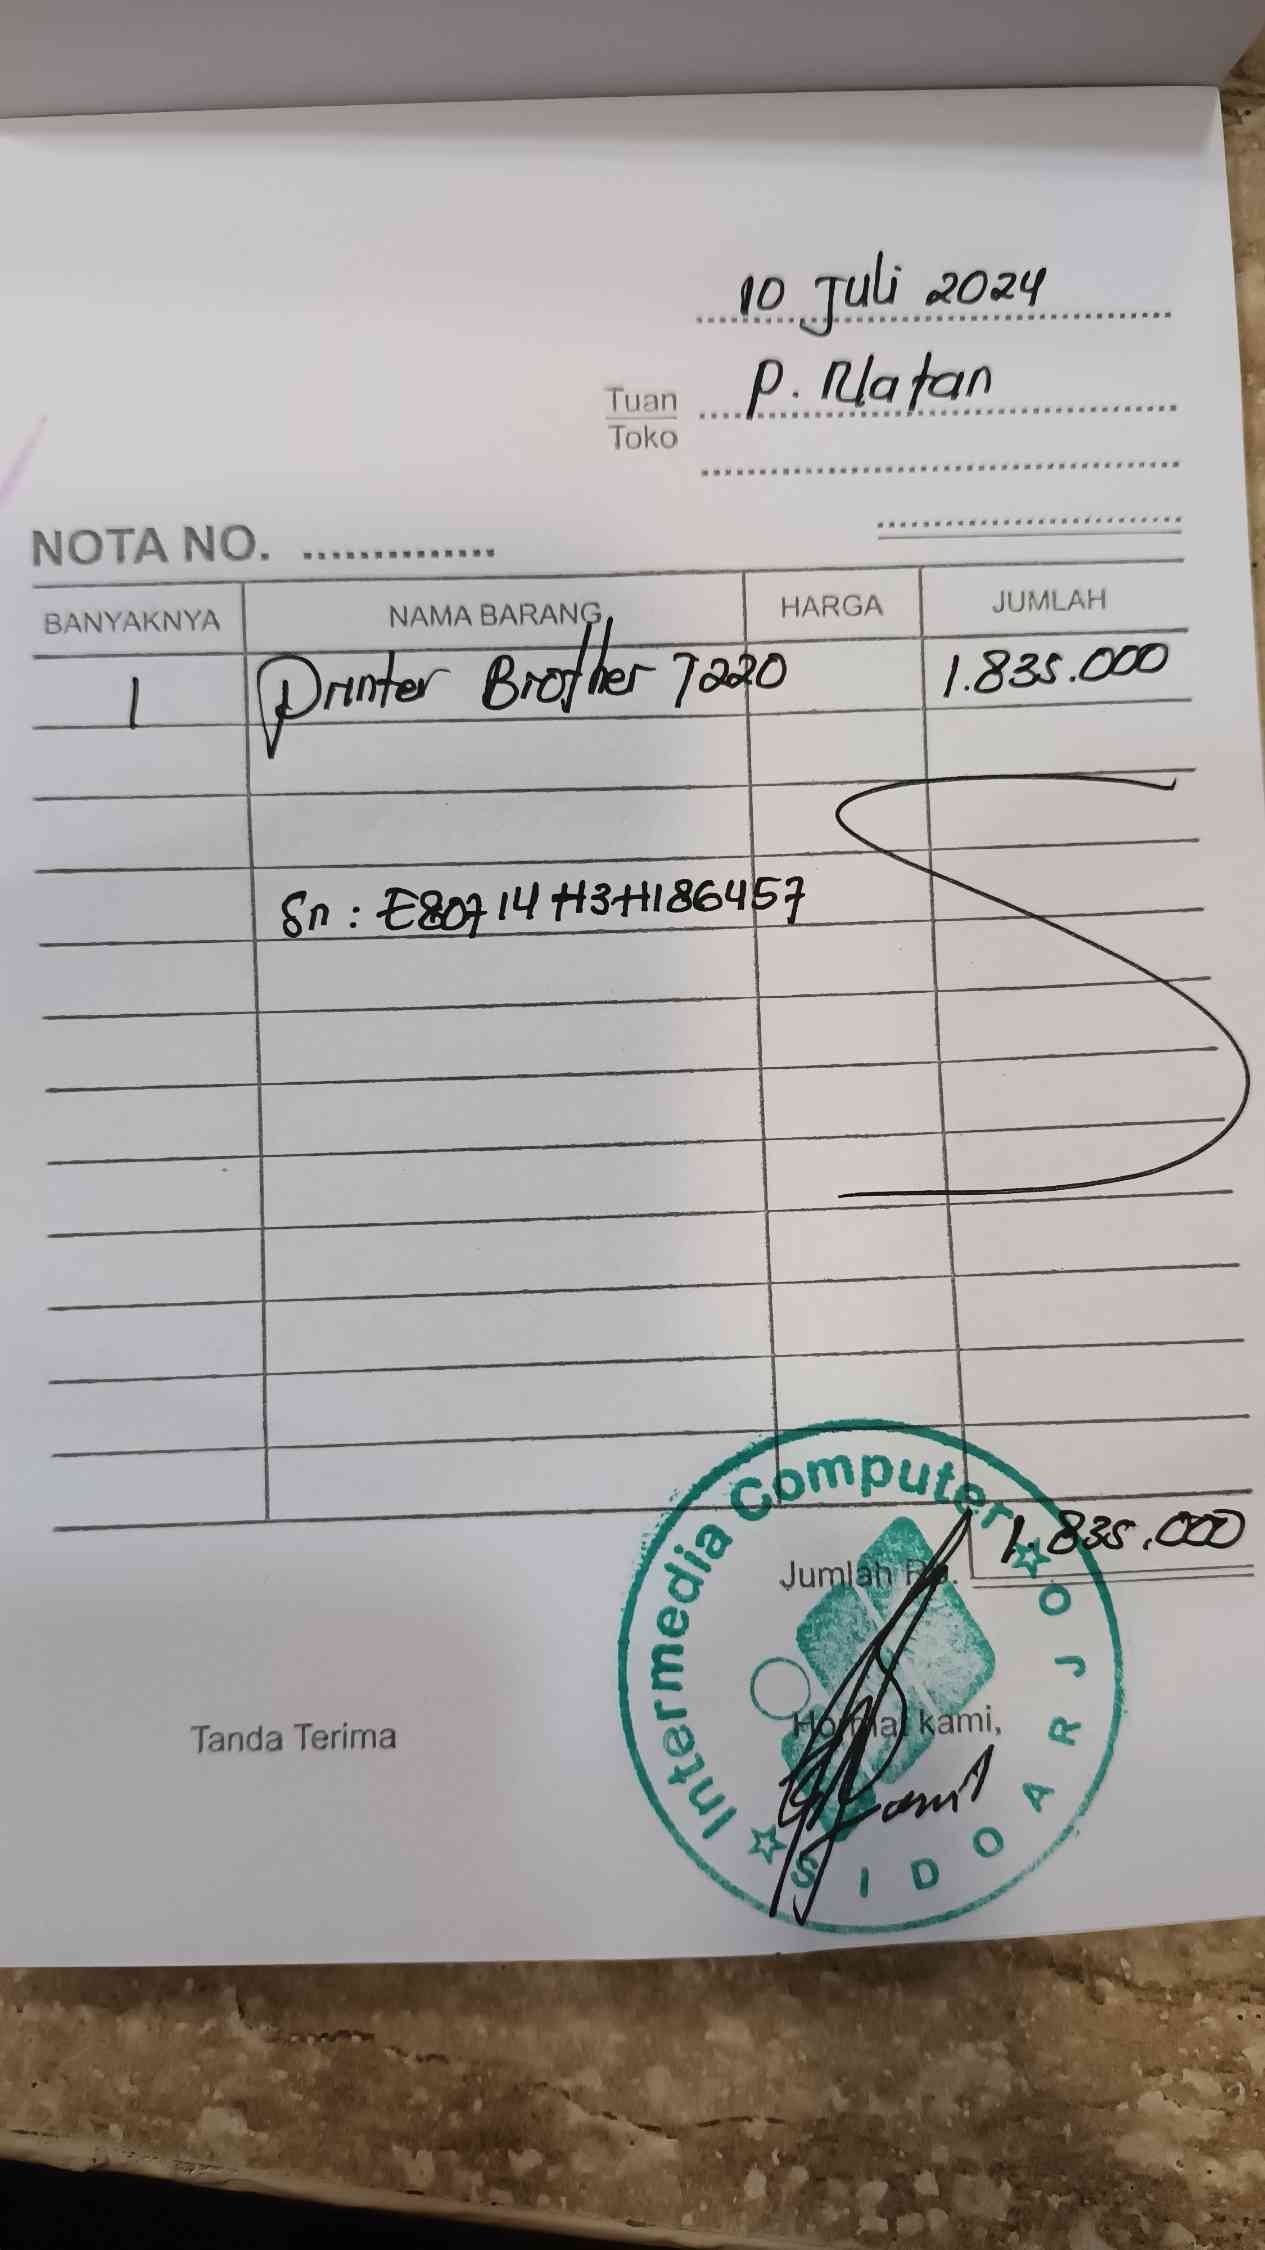 10 Juli 2024
Tuan
Toko
P. Natan
NOTA NO.
BANYAKNYA NAMA BARANG HARGA JUMLAH
1 Printer Brother T220 1.835.000
Sn: E80714H3H186457
Jumlah Rp. 1.835.000
Tanda Terima
Hormat kami,
Intermedia Computer
SIDOARJO